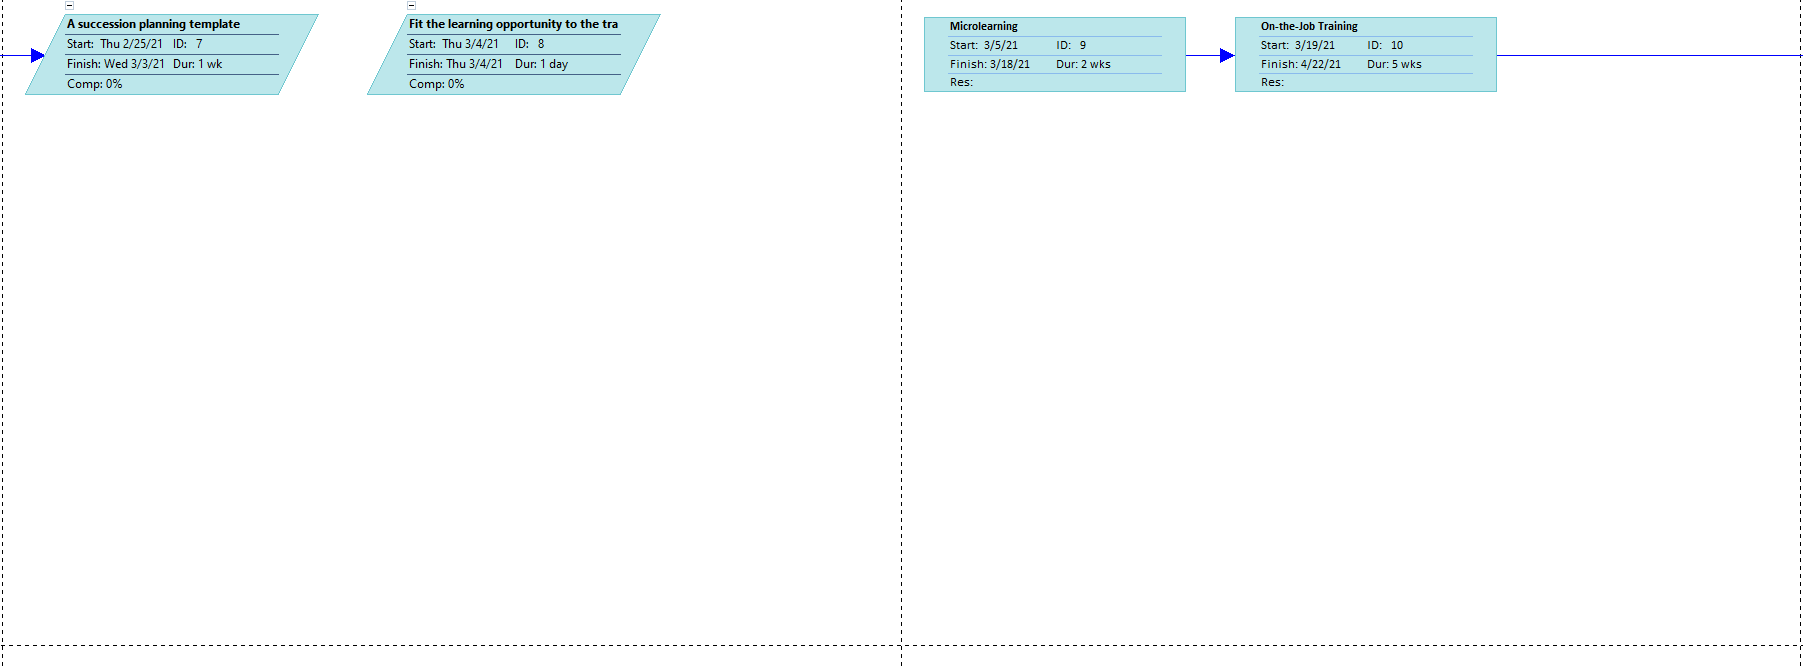 A succession planning template
Start: Thu 2/25/21 ID: 7
Finish: Wed 3/3/21 Dur: 1 wk
Comp: 0%
Fit the learning opportunity to the tra
Start: Thu 3/4/21 ID: 8
Finish: Thu 3/4/21 Dur: 1 day
Comp: 0%
Microlearning
Start: 3/5/21 ID: 9
Finish: 3/18/21 Dur: 2 wks
Res:
On-the-Job Training
Start: 3/19/21 ID: 10
Finish: 4/22/21 Dur: 5 wks
Res: